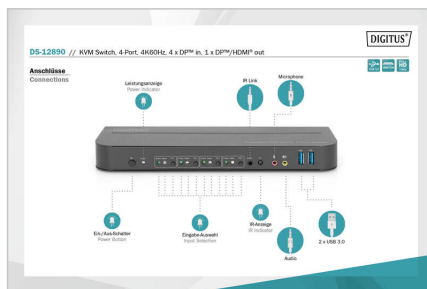 DIGITUS®
DS-12890 // KVM Switch, 4-Port, 4K60Hz, 4 x DP™ in, 1 x DP™/HDMI® out
Anschlüsse
Connections
Leistungsanzeige
Power Indicator
IR Link
Microphone
Ein-/Aus-Schalter
Power Button
Eingabe-Auswahl
Input Selection
IR-Anzeige
IR Indicator
Audio
2 x USB 3.0